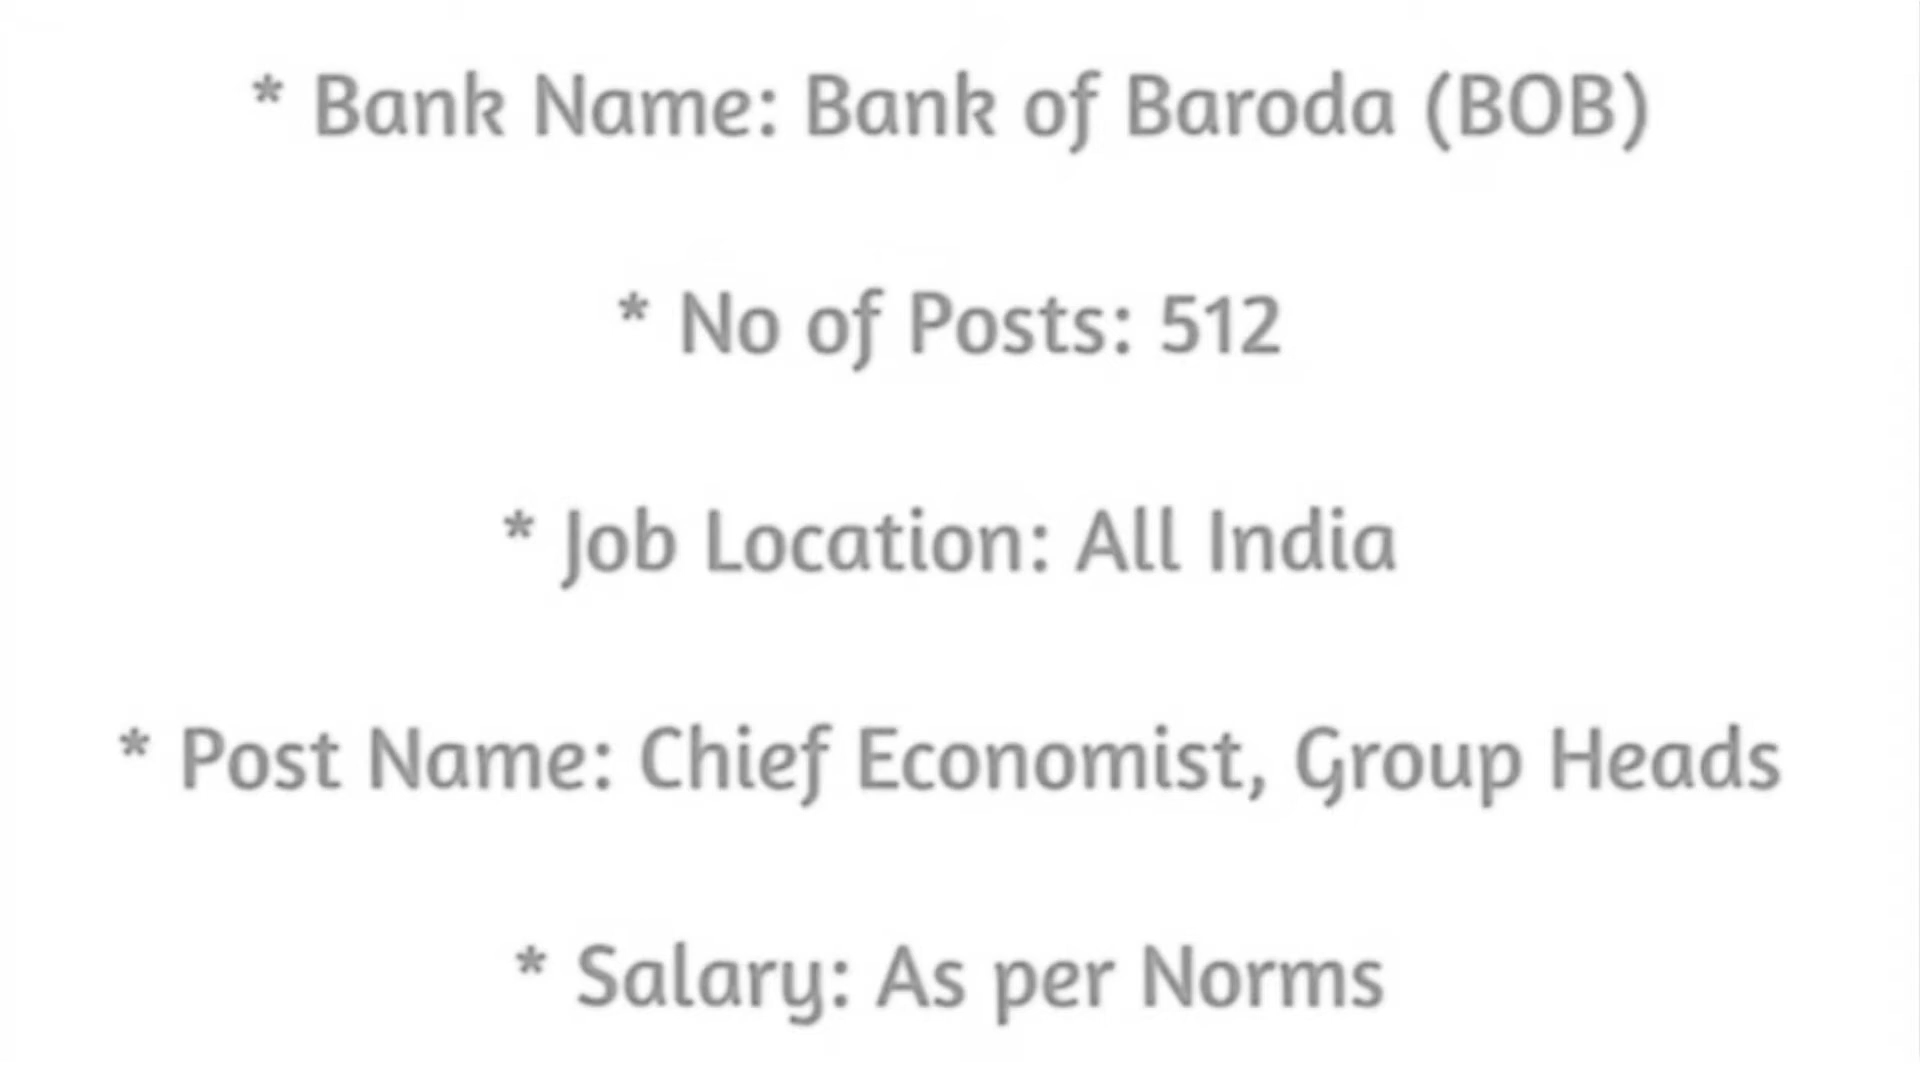 * Bank Name: Bank of Baroda (BOB)
* No of Posts: 512
* Job Location: All India
* Post Name: Chief Economist, Group Heads
* Salary: As per Norms